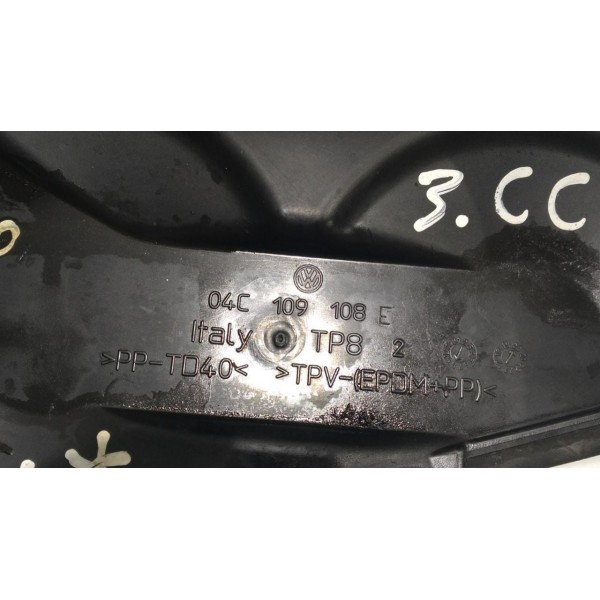 3.CC
04C 109 108 E
Italy TP8 2
>PP-TD40< >TPV-(EPDM+PP)<